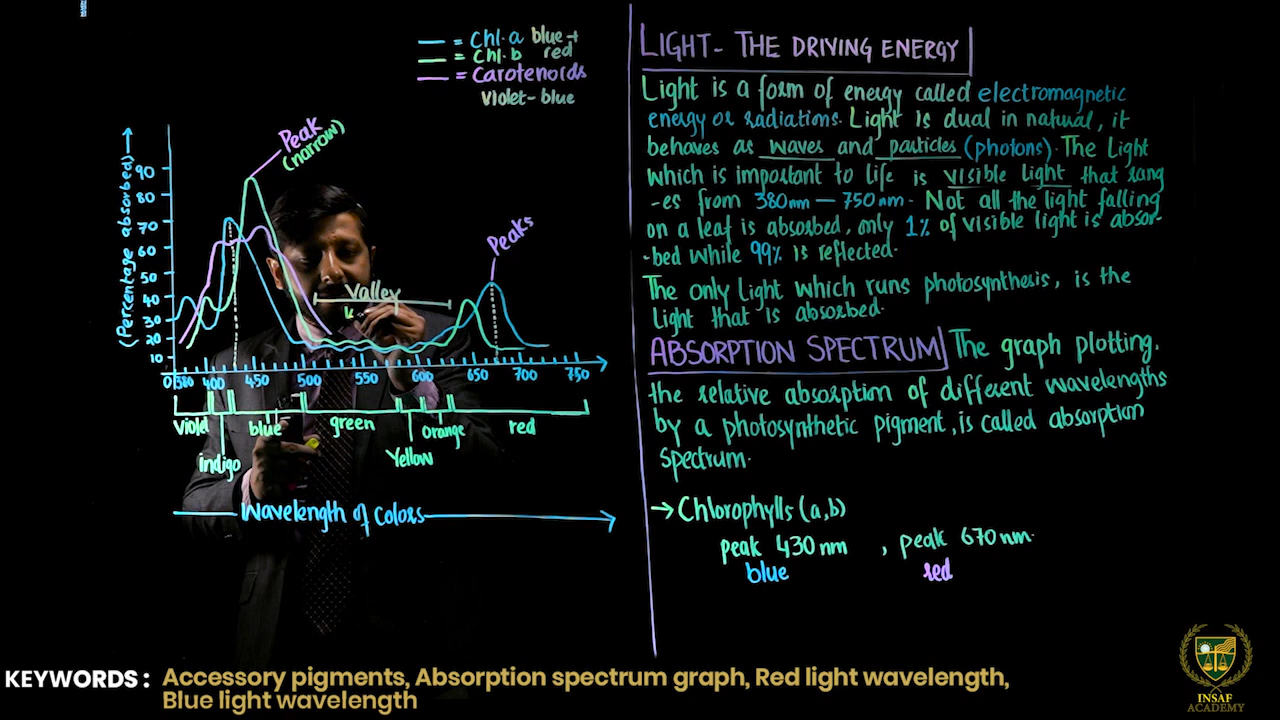 = Chl·a blue +
= Chl·b red
= Carotenoids
Violet-blue
Peak
(narrow)
Peaks
Valley
(Percentage absorbed)
90
80
70
60
50
40
30
20
10
0 380 400 450 500 550 600 650 700 750
Violet blue green Orange red
indigo Yellow
Wavelength of Colors
LIGHT- THE DRIVING ENERGY
Light is a form of energy called electromagnetic
energy or radiations. Light is dual in natural, it
behaves as waves and particles (photons). The Light
which is important to life is visible light that rang
-es from 380nm — 750nm. Not all the light falling
on a leaf is absorbed, only 1% of visible light is absor-
-bed while 99% is reflected.
The only Light which runs photosynthesis, is the
Light that is absorbed.
ABSORPTION SPECTRUM The graph plotting,
the relative absorption of different wavelengths
by a photosynthetic pigment, is called absorption
spectrum.
→ Chlorophylls (a,b)
peak 430nm , peak 670nm.
blue red
KEYWORDS : Accessory pigments, Absorption spectrum graph, Red light wavelength,
Blue light wavelength
INSAF
ACADEMY